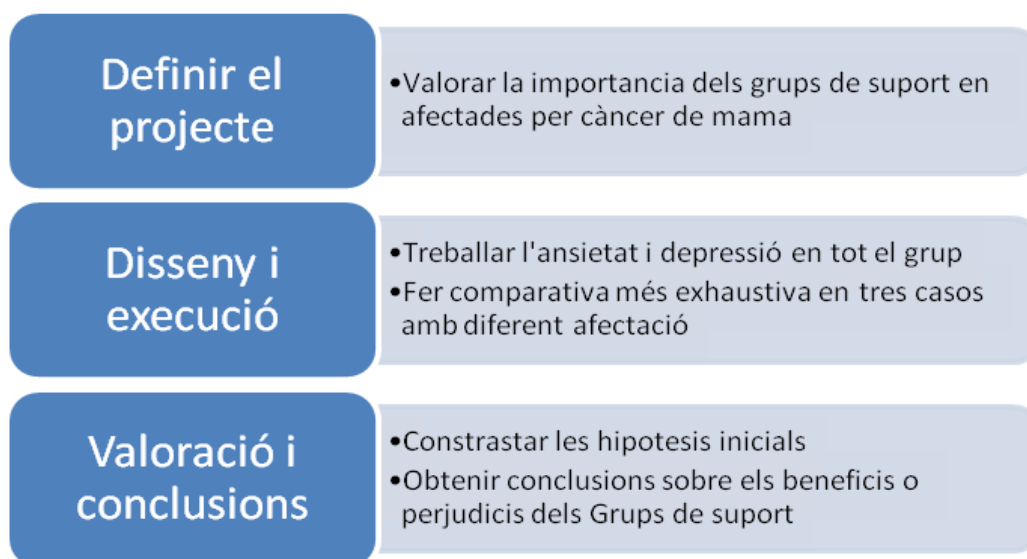 Definir el
projecte
•Valorar la importancia dels grups de suport en
afectades per càncer de mama
Disseny i
execució
•Treballar l'ansietat i depressió en tot el grup
•Fer comparativa més exhaustiva en tres casos
amb diferent afectació
Valoració i
conclusions
•Constrastar les hipotesis inicials
•Obtenir conclusions sobre els beneficis o
perjudicis dels Grups de suport